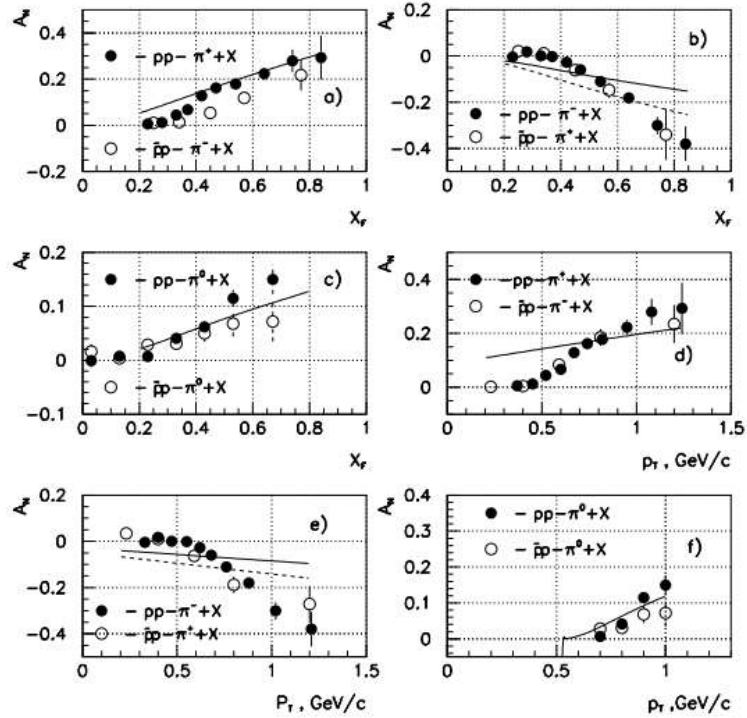 A_N
0.4
0.2
0
−0.2
a)
● − pp − π⁺ + X
○ − p̄p − π⁻ + X
0 0.2 0.4 0.6 0.8 1
X_F
A_N
0.2
0
−0.2
−0.4
b)
● − pp − π⁻ + X
○ − p̄p − π⁺ + X
0 0.2 0.4 0.6 0.8 1
X_F
A_N
0.2
0.1
0
−0.1
c)
● − pp − π⁰ + X
○ − p̄p − π⁰ + X
0 0.2 0.4 0.6 0.8 1
X_F
A_N
0.4
0.2
0
d)
● − pp − π⁺ + X
○ − p̄p − π⁻ + X
0 0.5 1 1.5
p_T , GeV/c
A_N
0.2
0
−0.2
−0.4
e)
● − pp − π⁻ + X
○ − p̄p − π⁺ + X
0 0.5 1 1.5
P_T , GeV/c
A_N
0.4
0.3
0.2
0.1
0
f)
● − pp − π⁰ + X
○ − p̄p − π⁰ + X
0 0.5 1
p_T , GeV/c